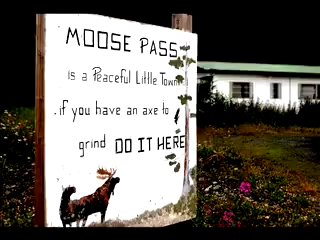 MOOSE PASS
is a Peaceful Little Town
.if you have an axe to
grind DO IT HERE